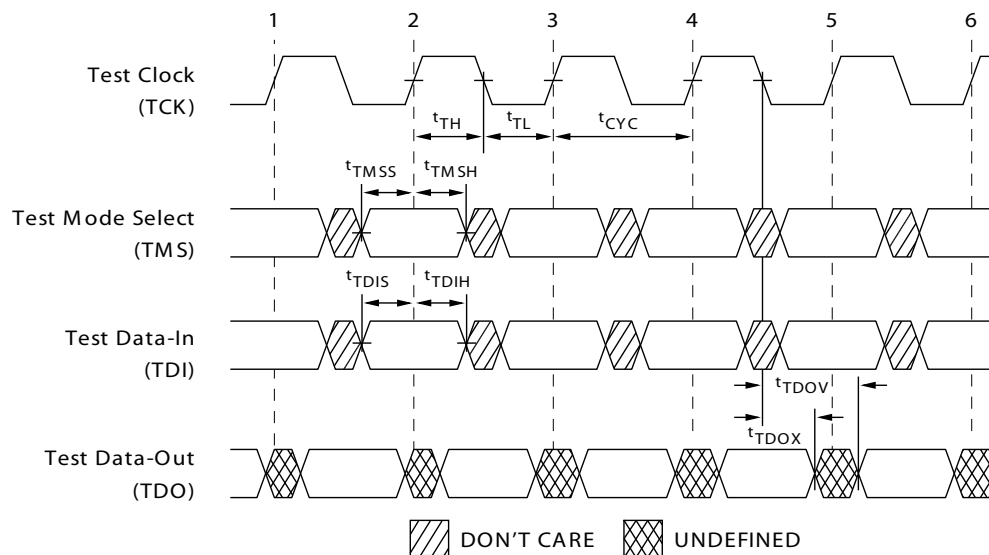 1 2 3 4 5 6
Test Clock
(TCK)
tTH tTL tCYC
tTMSS tTMSH
Test Mode Select
(TMS)
tTDIS tTDIH
Test Data-In
(TDI)
tTDOV
tTDOX
Test Data-Out
(TDO)
DON'T CARE UNDEFINED